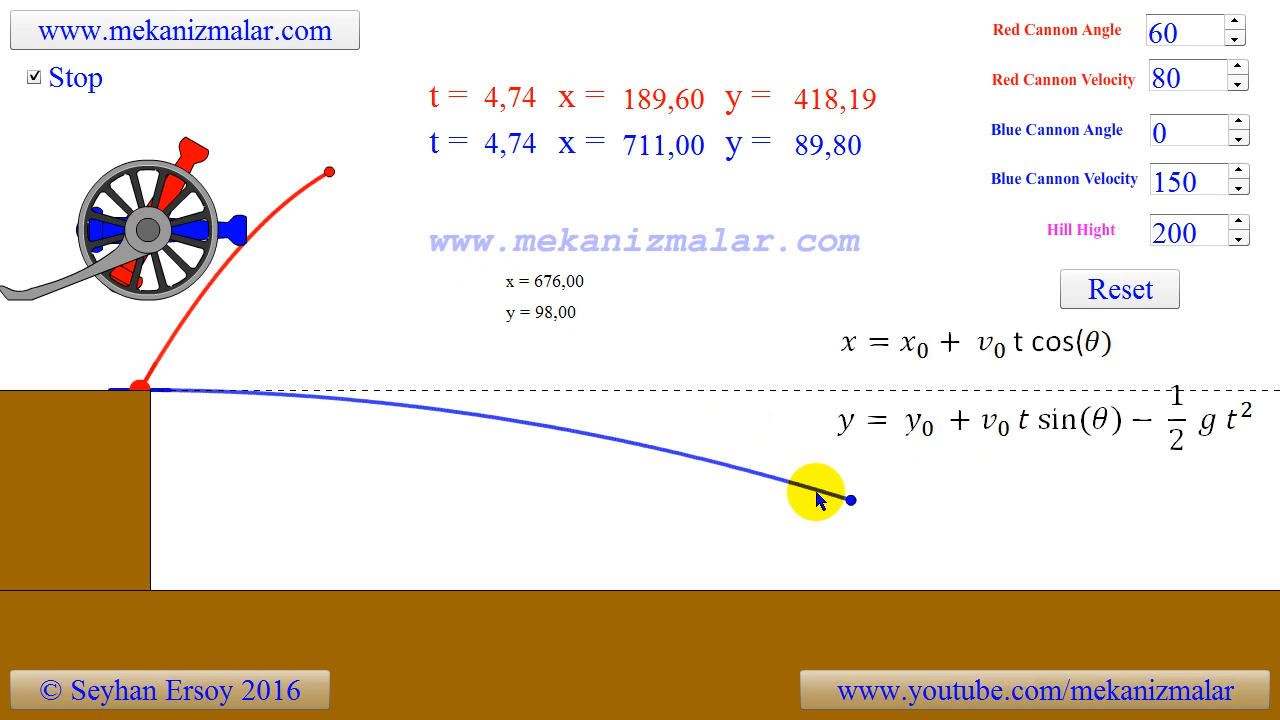 www.mekanizmalar.com
Stop
t = 4,74 x = 189,60 y = 418,19
t = 4,74 x = 711,00 y = 89,80
Red Cannon Angle 60
Red Cannon Velocity 80
Blue Cannon Angle 0
Blue Cannon Velocity 150
Hill Hight 200
Reset
www.mekanizmalar.com
x = 676,00
y = 98,00
x = x₀ + v₀ t cos(θ)
y = y₀ + v₀ t sin(θ) − 1/2 g t²
© Seyhan Ersoy 2016
www.youtube.com/mekanizmalar